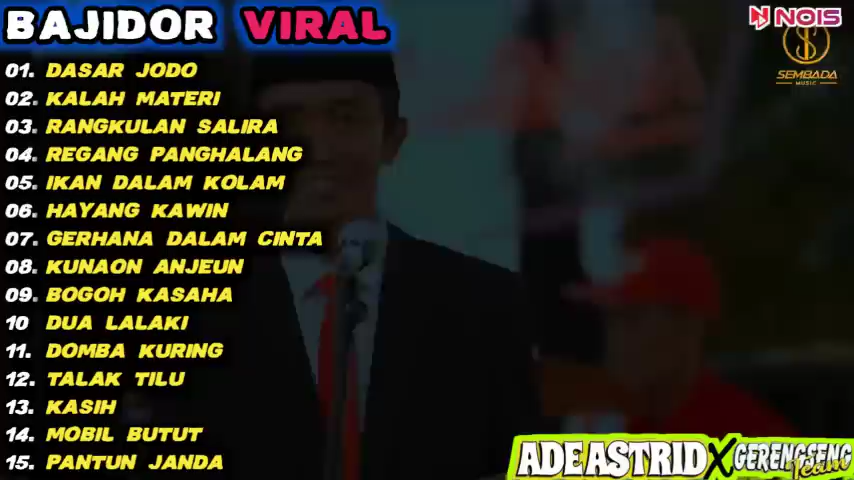 BAJIDOR VIRAL
NOIS
SEMBADA
MUSIC
01. DASAR JODO
02. KALAH MATERI
03. RANGKULAN SALIRA
04. REGANG PANGHALANG
05. IKAN DALAM KOLAM
06. HAYANG KAWIN
07. GERHANA DALAM CINTA
08. KUNAON ANJEUN
09. BOGOH KASAHA
10 DUA LALAKI
11. DOMBA KURING
12. TALAK TILU
13. KASIH
14. MOBIL BUTUT
15. PANTUN JANDA
ADE ASTRID X GERENGSENG
Team